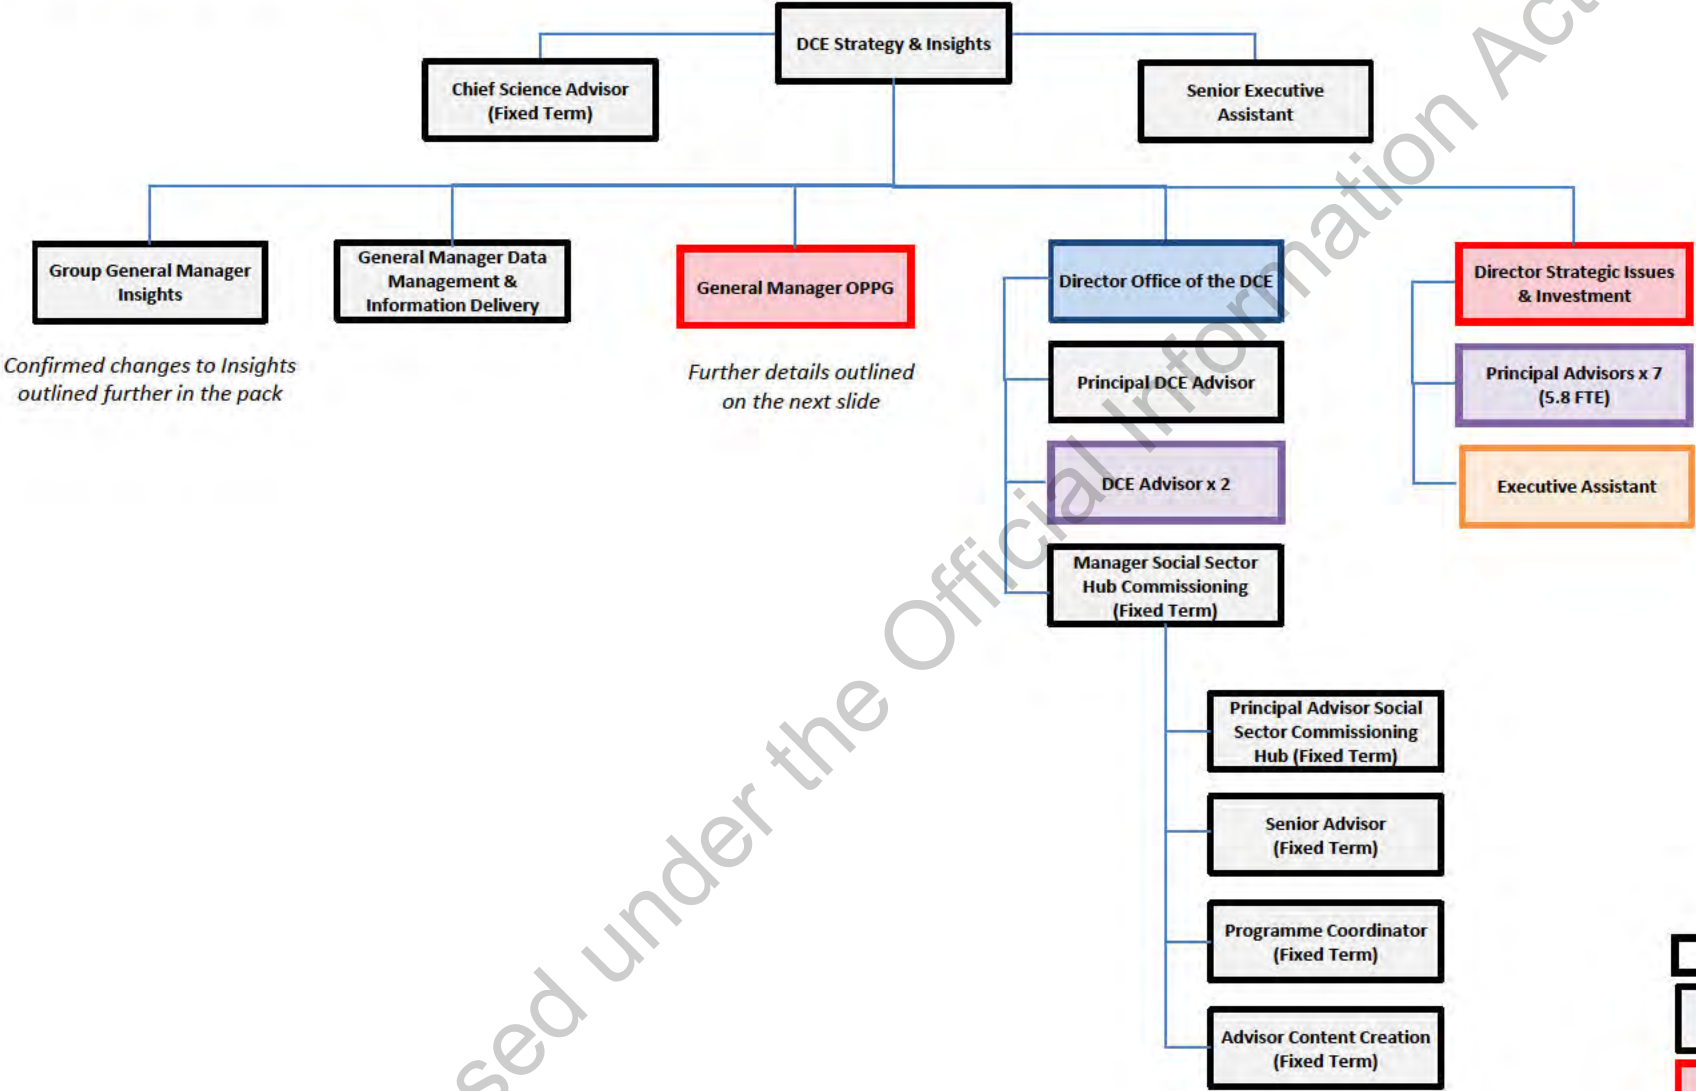 DCE Strategy & Insights
Chief Science Advisor
(Fixed Term)
Senior Executive
Assistant
Group General Manager
Insights
General Manager Data
Management &
Information Delivery
General Manager OPPG
Director Office of the DCE
Director Strategic Issues
& Investment
Confirmed changes to Insights
outlined further in the pack
Further details outlined
on the next slide
Principal DCE Advisor
Principal Advisors x 7
(5.8 FTE)
DCE Advisor x 2
Executive Assistant
Manager Social Sector
Hub Commissioning
(Fixed Term)
Principal Advisor Social
Sector Commissioning
Hub (Fixed Term)
Senior Advisor
(Fixed Term)
Programme Coordinator
(Fixed Term)
Advisor Content Creation
(Fixed Term)
sed under the Official Information Act